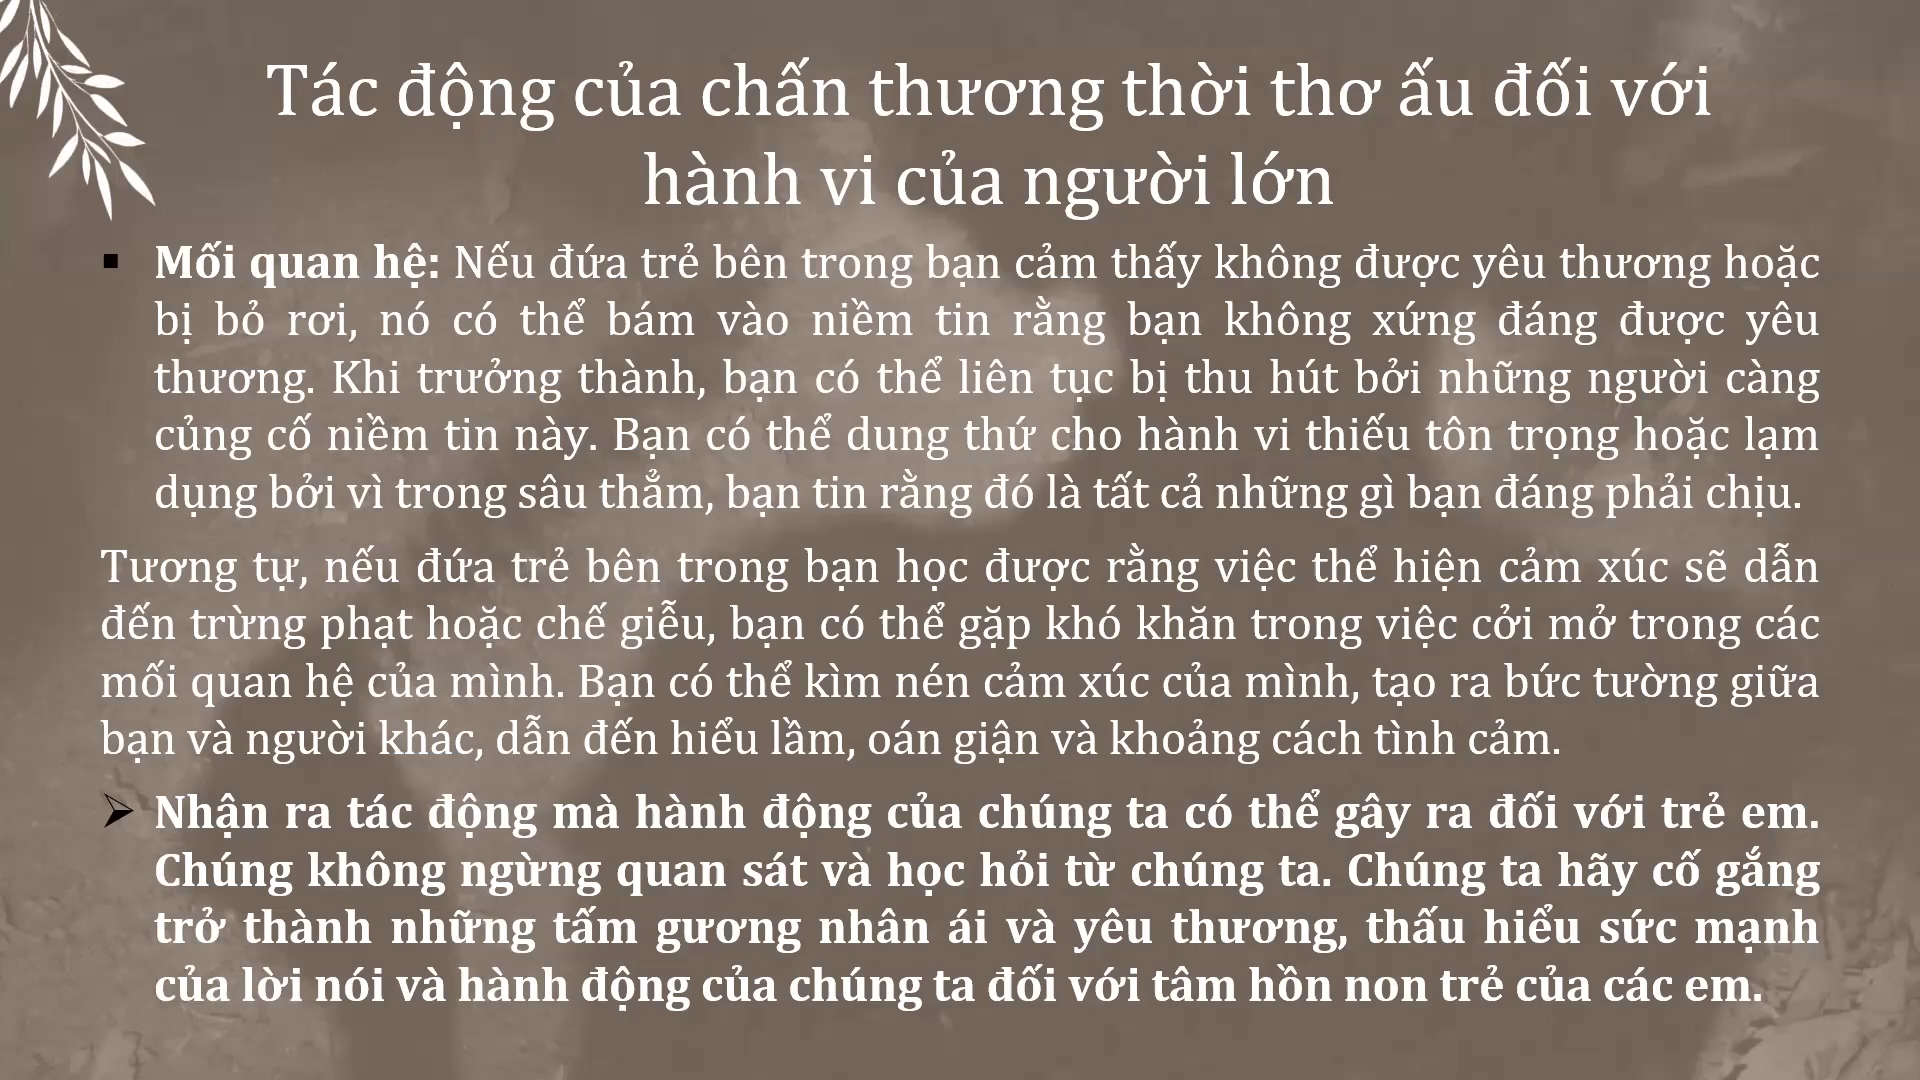 Tác động của chấn thương thời thơ ấu đối với
hành vi của người lớn
▪ Mối quan hệ: Nếu đứa trẻ bên trong bạn cảm thấy không được yêu thương hoặc
bị bỏ rơi, nó có thể bám vào niềm tin rằng bạn không xứng đáng được yêu
thương. Khi trưởng thành, bạn có thể liên tục bị thu hút bởi những người càng
củng cố niềm tin này. Bạn có thể dung thứ cho hành vi thiếu tôn trọng hoặc lạm
dụng bởi vì trong sâu thẳm, bạn tin rằng đó là tất cả những gì bạn đáng phải chịu.
Tương tự, nếu đứa trẻ bên trong bạn học được rằng việc thể hiện cảm xúc sẽ dẫn
đến trừng phạt hoặc chế giễu, bạn có thể gặp khó khăn trong việc cởi mở trong các
mối quan hệ của mình. Bạn có thể kìm nén cảm xúc của mình, tạo ra bức tường giữa
bạn và người khác, dẫn đến hiểu lầm, oán giận và khoảng cách tình cảm.
➢ Nhận ra tác động mà hành động của chúng ta có thể gây ra đối với trẻ em.
Chúng không ngừng quan sát và học hỏi từ chúng ta. Chúng ta hãy cố gắng
trở thành những tấm gương nhân ái và yêu thương, thấu hiểu sức mạnh
của lời nói và hành động của chúng ta đối với tâm hồn non trẻ của các em.